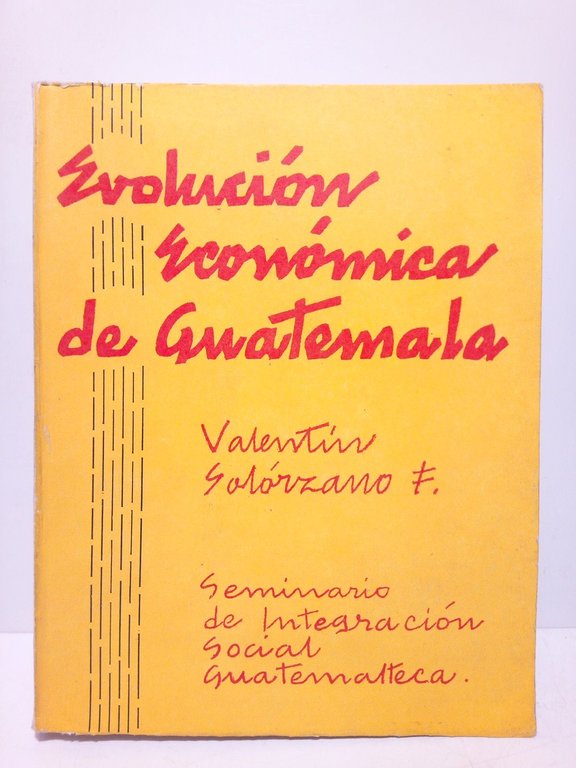 Evolución
Económica
de Guatemala
Valentín
Solórzano F.
Seminario
de Integración
Social
Guatemalteca.